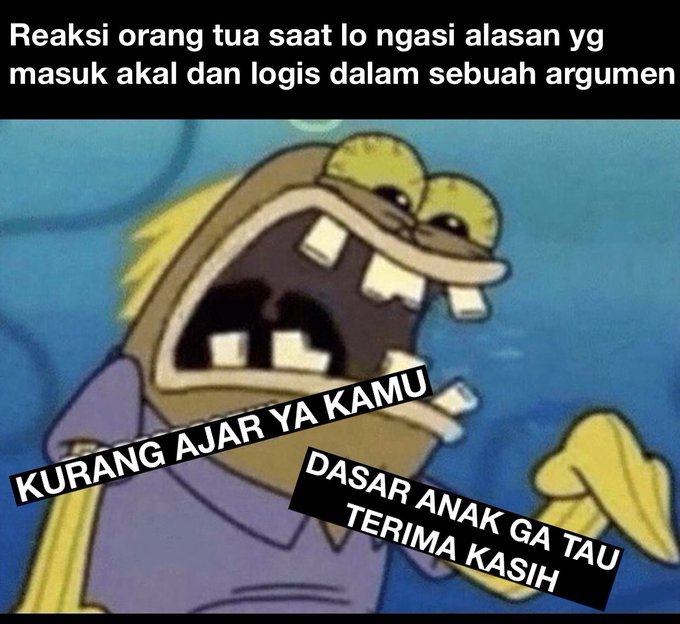 Reaksi orang tua saat lo ngasi alasan yg
masuk akal dan logis dalam sebuah argumen
KURANG AJAR YA KAMU
DASAR ANAK GA TAU
TERIMA KASIH